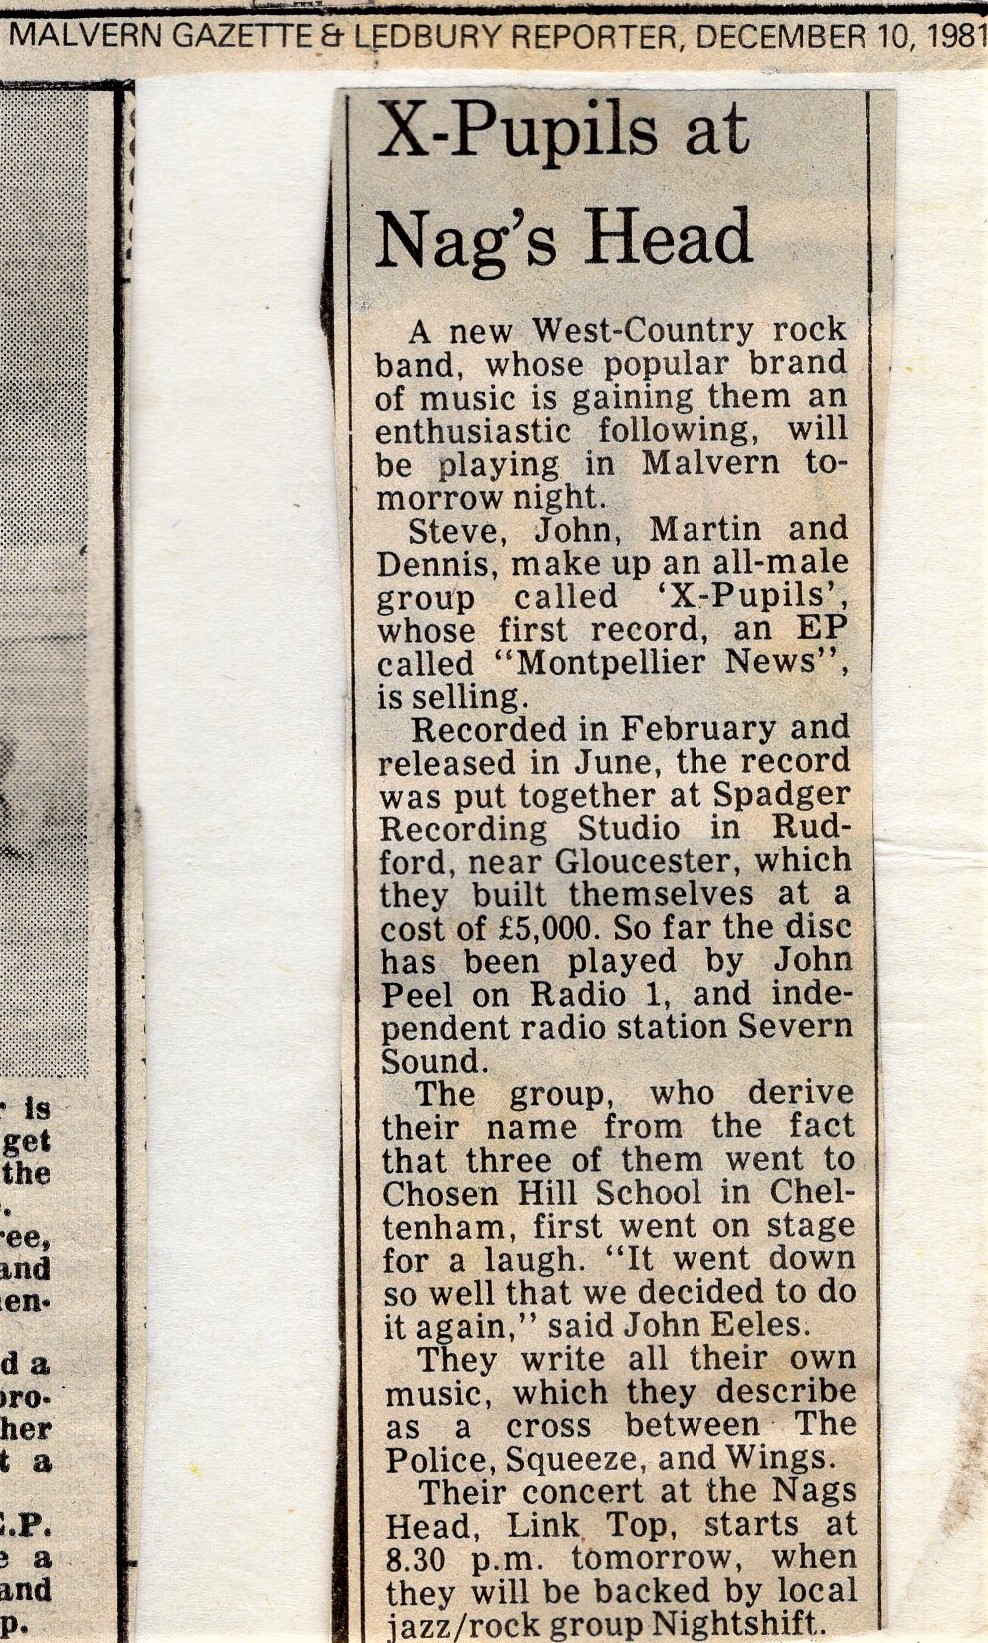 MALVERN GAZETTE & LEDBURY REPORTER, DECEMBER 10, 1981
X-Pupils at
Nag's Head
A new West-Country rock
band, whose popular brand
of music is gaining them an
enthusiastic following, will
be playing in Malvern to-
morrow night.
Steve, John, Martin and
Dennis, make up an all-male
group called 'X-Pupils',
whose first record, an EP
called "Montpellier News",
is selling.
Recorded in February and
released in June, the record
was put together at Spadger
Recording Studio in Rud-
ford, near Gloucester, which
they built themselves at a
cost of £5,000. So far the disc
has been played by John
Peel on Radio 1, and inde-
pendent radio station Severn
Sound.
The group, who derive
their name from the fact
that three of them went to
Chosen Hill School in Chel-
tenham, first went on stage
for a laugh. "It went down
so well that we decided to do
it again," said John Eeles.
They write all their own
music, which they describe
as a cross between The
Police, Squeeze, and Wings.
Their concert at the Nags
Head, Link Top, starts at
8.30 p.m. tomorrow, when
they will be backed by local
jazz/rock group Nightshift.
is
get
the
and
d a
her
a
E.P.
a
and